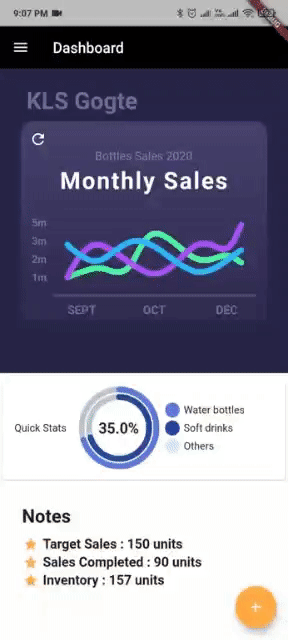 9:07 PM
Dashboard
KLS Gogte
Bottles Sales 2020
Monthly Sales
5m
3m
2m
1m
SEPT
OCT
DEC
Quick Stats
35.0%
Water bottles
Soft drinks
Others
Notes
Target Sales : 150 units
Sales Completed : 90 units
Inventory : 157 units
+